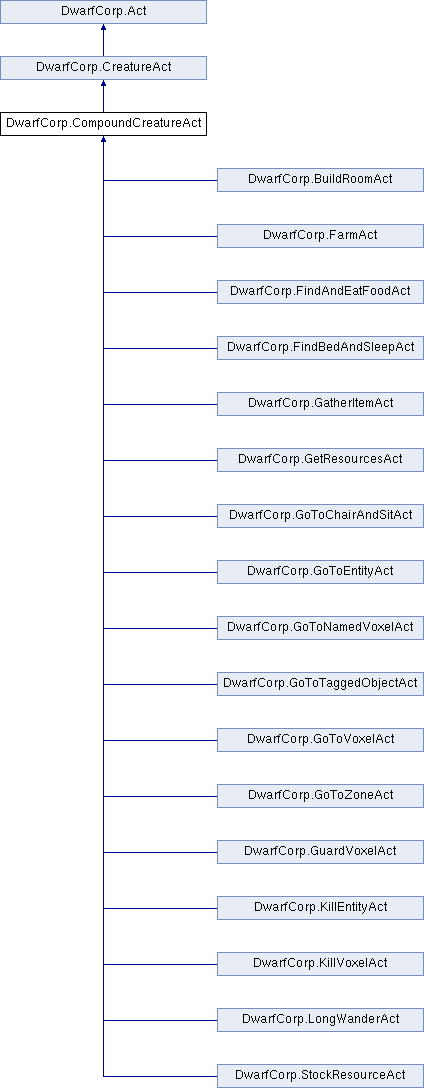 DwarfCorp.Act
DwarfCorp.CreatureAct
DwarfCorp.CompoundCreatureAct
DwarfCorp.BuildRoomAct
DwarfCorp.FarmAct
DwarfCorp.FindAndEatFoodAct
DwarfCorp.FindBedAndSleepAct
DwarfCorp.GatherItemAct
DwarfCorp.GetResourcesAct
DwarfCorp.GoToChairAndSitAct
DwarfCorp.GoToEntityAct
DwarfCorp.GoToNamedVoxelAct
DwarfCorp.GoToTaggedObjectAct
DwarfCorp.GoToVoxelAct
DwarfCorp.GoToZoneAct
DwarfCorp.GuardVoxelAct
DwarfCorp.KillEntityAct
DwarfCorp.KillVoxelAct
DwarfCorp.LongWanderAct
DwarfCorp.StockResourceAct